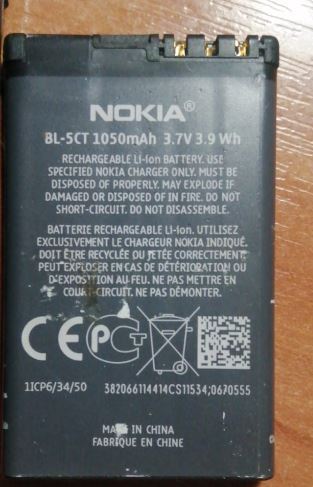 NOKIA®
BL-5CT 1050mAh 3.7V 3.9 Wh
RECHARGEABLE Li-Ion BATTERY. USE
SPECIFIED NOKIA CHARGER ONLY. MUST
BE DISPOSED OF PROPERLY. MAY EXPLODE IF
DAMAGED OR DISPOSED OF IN FIRE. DO NOT
SHORT-CIRCUIT. DO NOT DISASSEMBLE.
BATTERIE RECHARGEABLE Li-Ion. UTILISEZ
EXCLUSIVEMENT LE CHARGEUR NOKIA INDIQUÉ.
DOIT ÊTRE RECYCLÉE OU JETÉE CORRECTEMENT.
PEUT EXPLOSER EN CAS DE DÉTÉRIORATION OU
EN CAS D'INCINÉRATION. NE PAS METTRE EN
COURT-CIRCUIT. NE PAS DÉMONTER.
CE PCT
1ICP6/34/50 382066114414CS11534;0670555
MADE IN CHINA
FABRIQUE EN CHINE